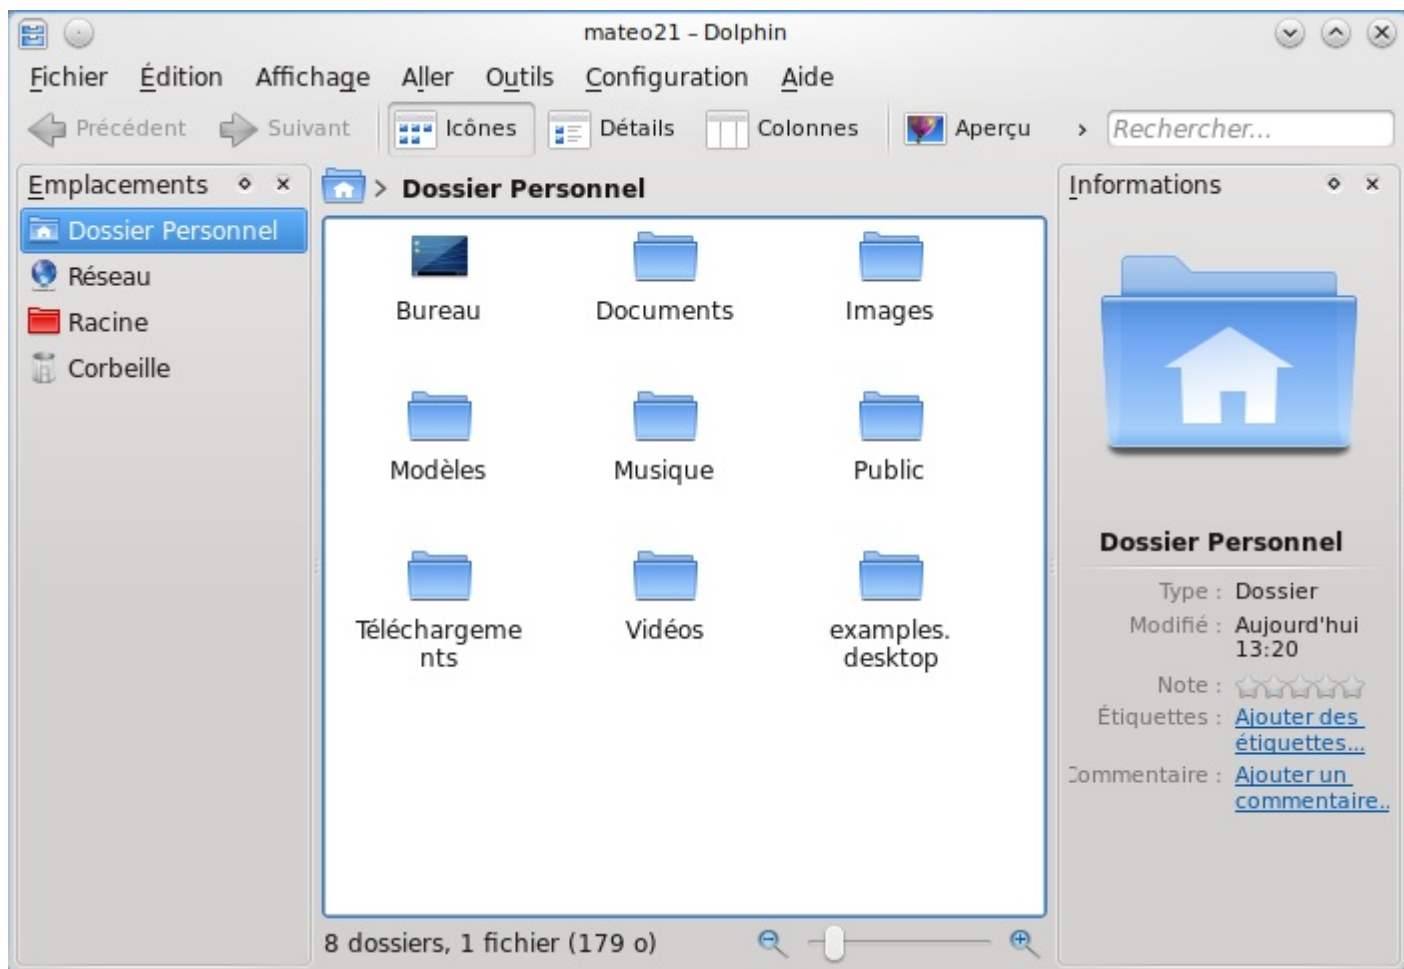 mateo21 – Dolphin
Fichier Édition Affichage Aller Outils Configuration Aide
Précédent Suivant Icônes Détails Colonnes Aperçu › Rechercher...
Emplacements
Dossier Personnel
Réseau
Racine
Corbeille
> Dossier Personnel
Bureau Documents Images
Modèles Musique Public
Téléchargeme
nts
Vidéos
examples.
desktop
8 dossiers, 1 fichier (179 o)
Informations
Dossier Personnel
Type : Dossier
Modifié : Aujourd'hui
13:20
Note :
Étiquettes : Ajouter des
étiquettes...
Commentaire : Ajouter un
commentaire..